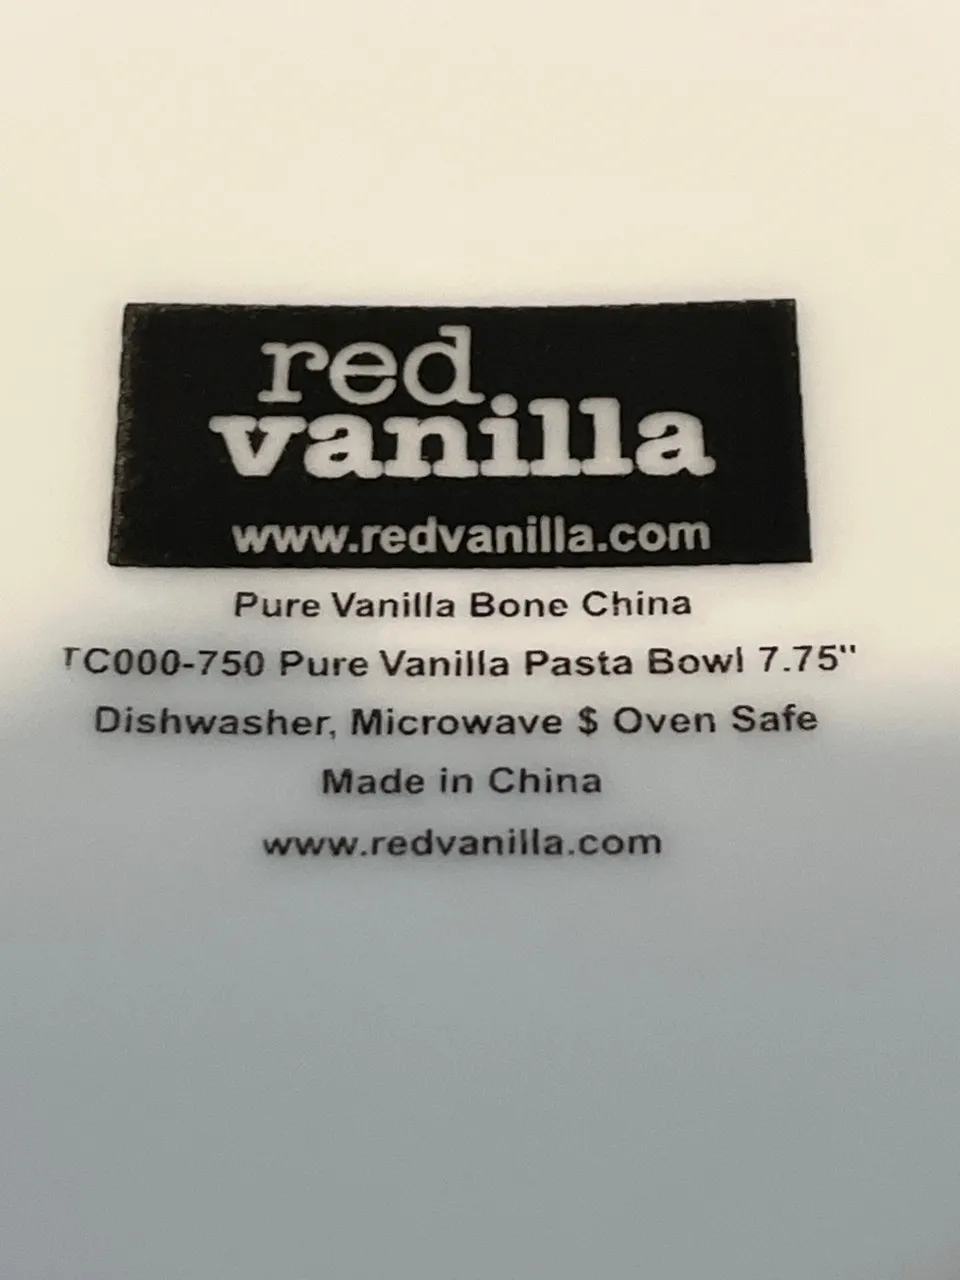 red
vanilla
www.redvanilla.com
Pure Vanilla Bone China
TC000-750 Pure Vanilla Pasta Bowl 7.75"
Dishwasher, Microwave $ Oven Safe
Made in China
www.redvanilla.com